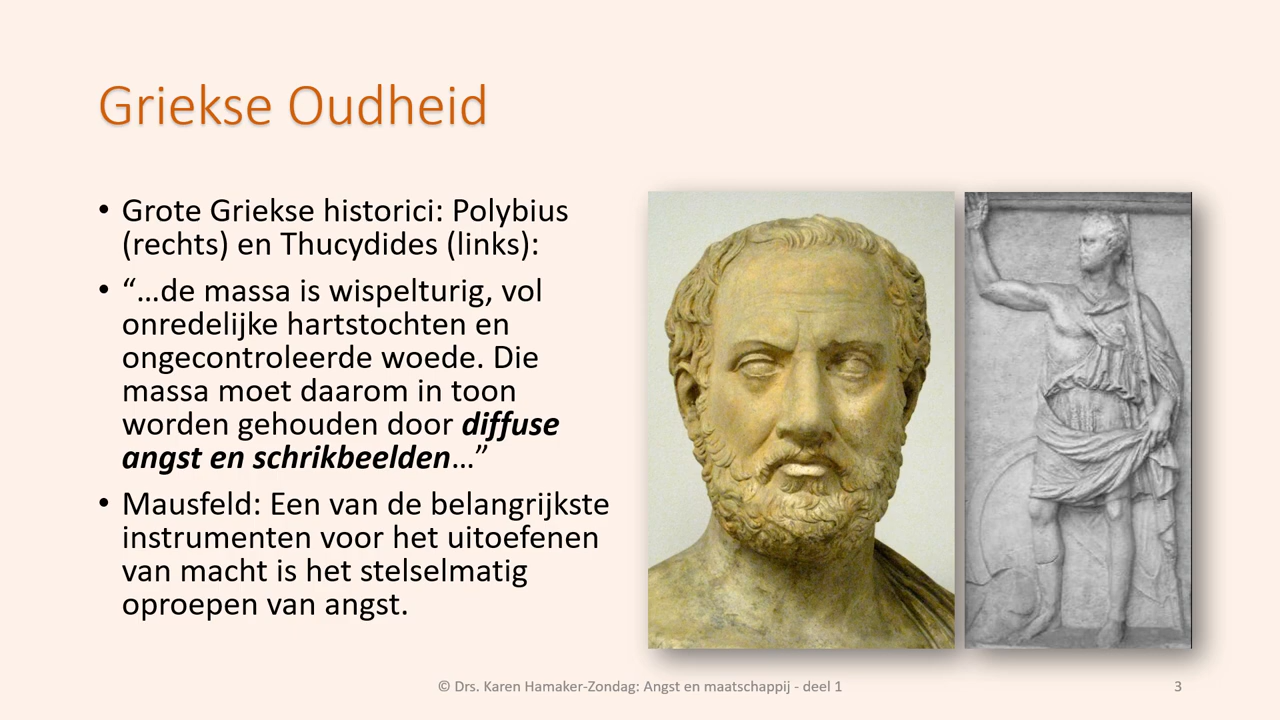 Griekse Oudheid
• Grote Griekse historici: Polybius
(rechts) en Thucydides (links):
• “…de massa is wispelturig, vol
onredelijke hartstochten en
ongecontroleerde woede. Die
massa moet daarom in toon
worden gehouden door diffuse
angst en schrikbeelden…”
• Mausfeld: Een van de belangrijkste
instrumenten voor het uitoefenen
van macht is het stelselmatig
oproepen van angst.
© Drs. Karen Hamaker-Zondag: Angst en maatschappij - deel 1
3